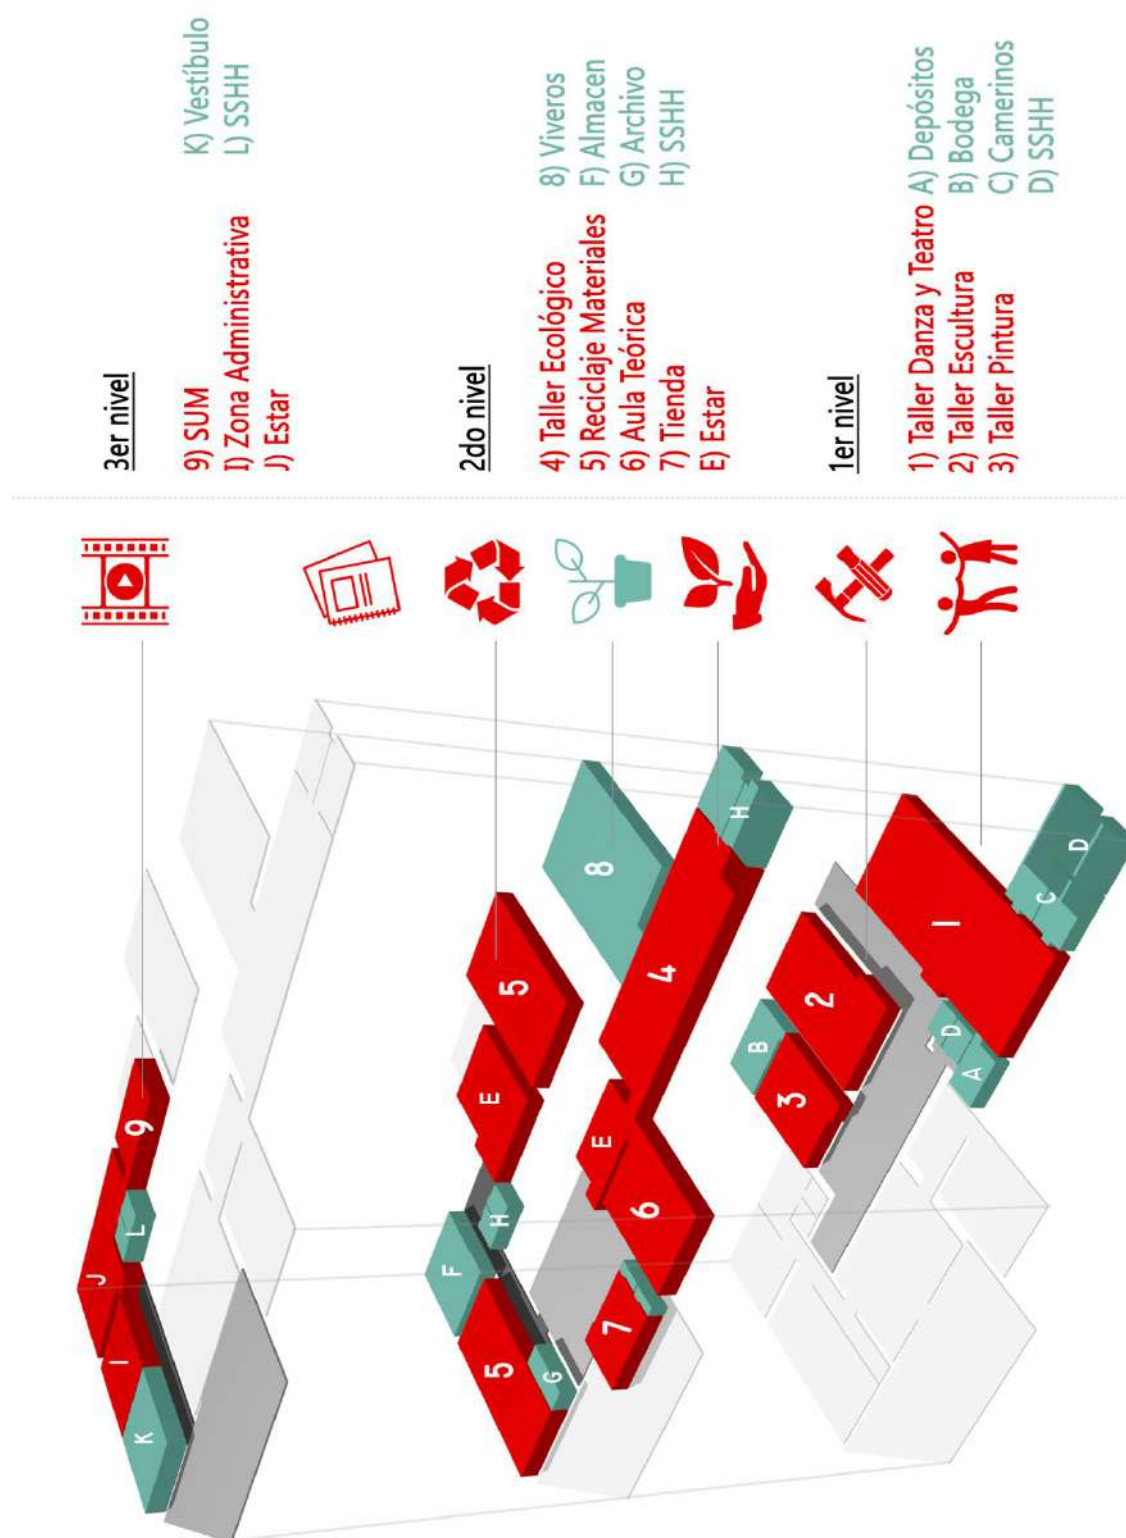 3er nivel
9) SUM
I) Zona Administrativa
J) Estar
K) Vestíbulo
L) SSHH
2do nivel
4) Taller Ecológico
5) Reciclaje Materiales
6) Aula Teórica
7) Tienda
E) Estar
8) Viveros
F) Almacen
G) Archivo
H) SSHH
1er nivel
1) Taller Danza y Teatro
2) Taller Escultura
3) Taller Pintura
A) Depósitos
B) Bodega
C) Camerinos
D) SSHH
K
I
J
L
9
5
G
F
H
E
5
7
6
E
4
8
H
3
B
2
A
D
1
C
D